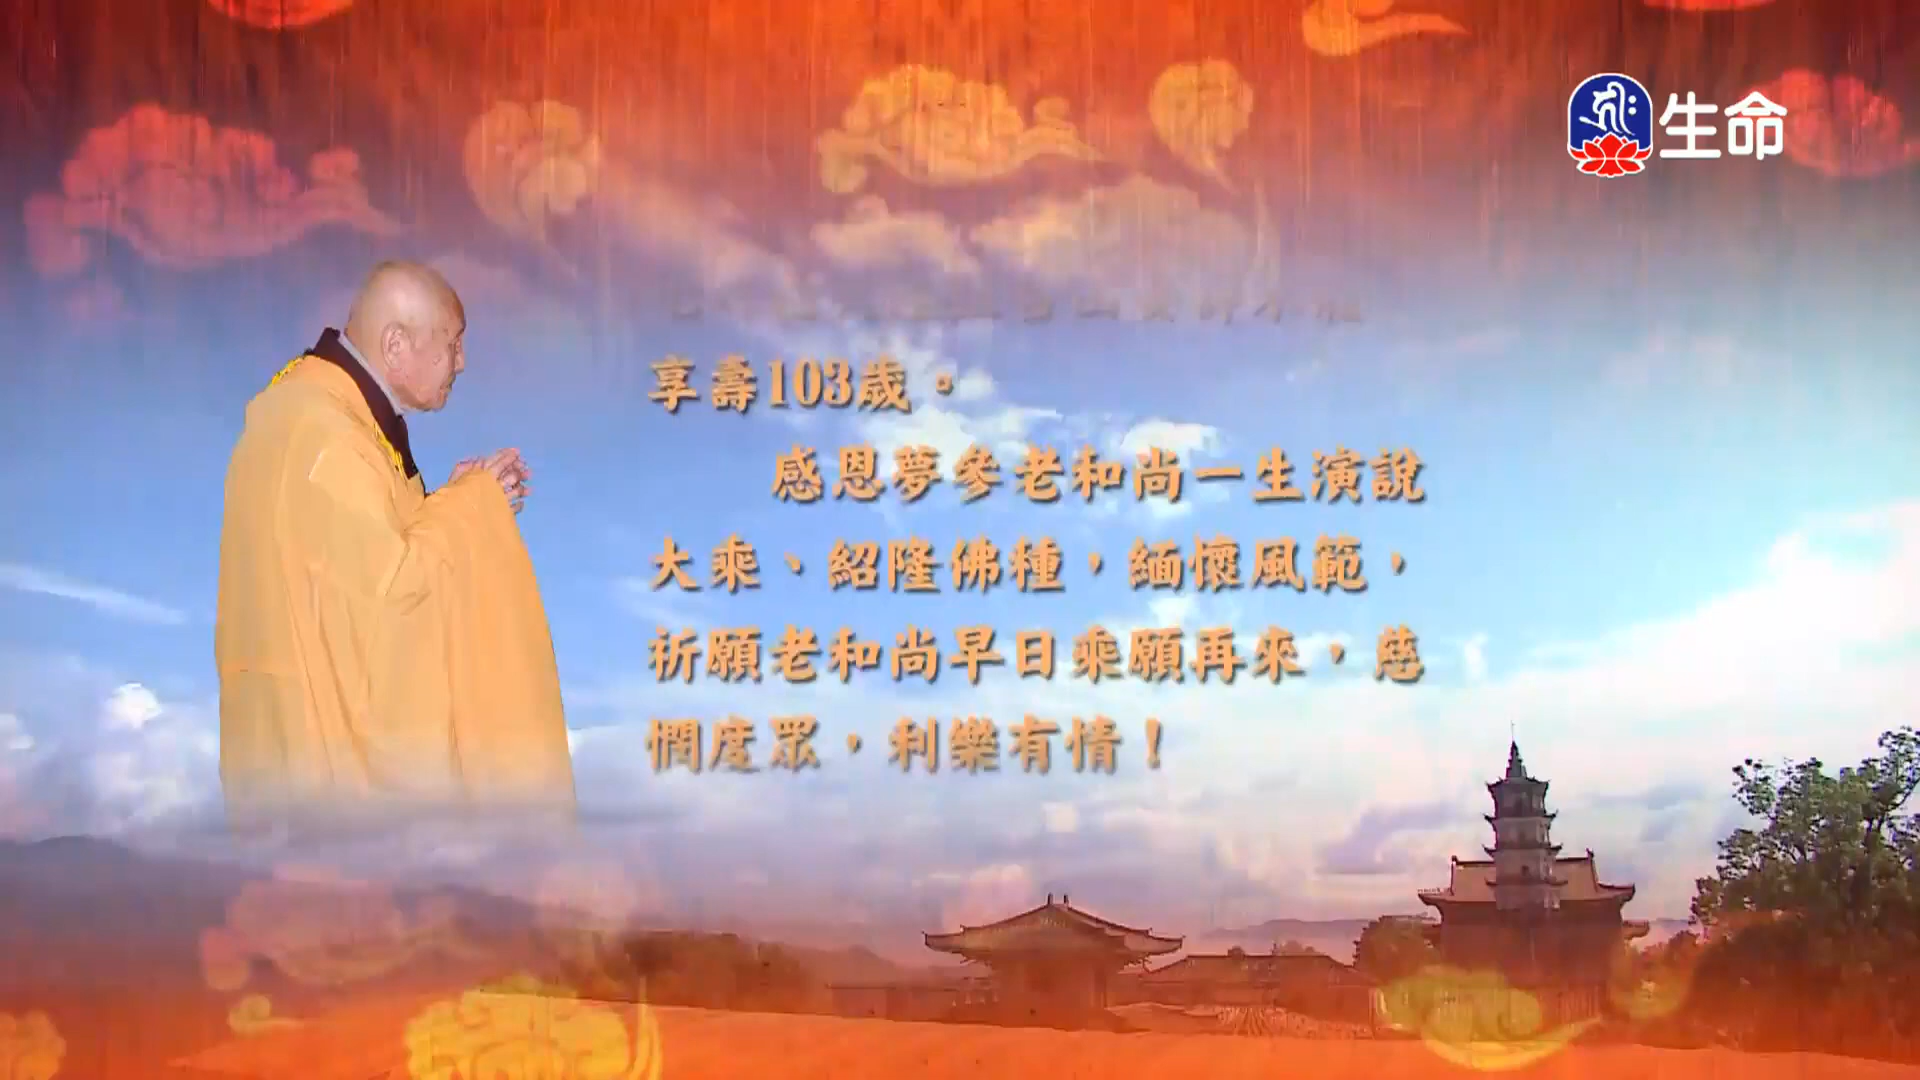 生命
享壽103歲。
感恩夢參老和尚一生演說
大乘、紹隆佛種,緬懷風範,
祈願老和尚早日乘願再來,慈
憫度眾,利樂有情!